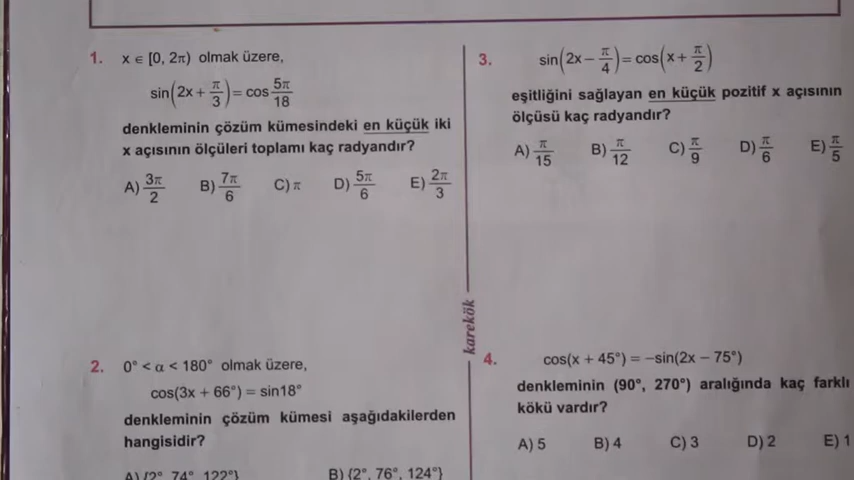 1. x ∈ [0, 2π) olmak üzere,
sin(2x + π/3) = cos 5π/18
denkleminin çözüm kümesindeki en küçük iki
x açısının ölçüleri toplamı kaç radyandır?
A) 3π/2 B) 7π/6 C) π D) 5π/6 E) 2π/3
2. 0° < α < 180° olmak üzere,
cos(3x + 66°) = sin18°
denkleminin çözüm kümesi aşağıdakilerden
hangisidir?
A) {2°, 74°, 122°} B) {2°, 76°, 124°}
karekök
3. sin(2x − π/4) = cos(x + π/2)
eşitliğini sağlayan en küçük pozitif x açısının
ölçüsü kaç radyandır?
A) π/15 B) π/12 C) π/9 D) π/6 E) π/5
4. cos(x + 45°) = −sin(2x − 75°)
denkleminin (90°, 270°) aralığında kaç farklı
kökü vardır?
A) 5 B) 4 C) 3 D) 2 E) 1